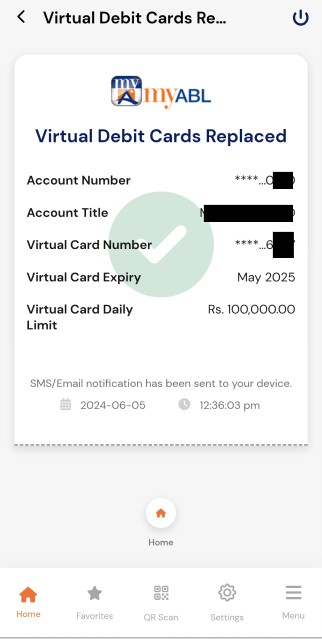 Virtual Debit Cards Re...
my
myABL
Virtual Debit Cards Replaced
Account Number ****...0
Account Title
Virtual Card Number ****...6
Virtual Card Expiry May 2025
Virtual Card Daily Rs. 100,000.00
Limit
SMS/Email notification has been sent to your device.
2024-06-05 12:36:03 pm
Home
Home Favorites QR Scan Settings Menu